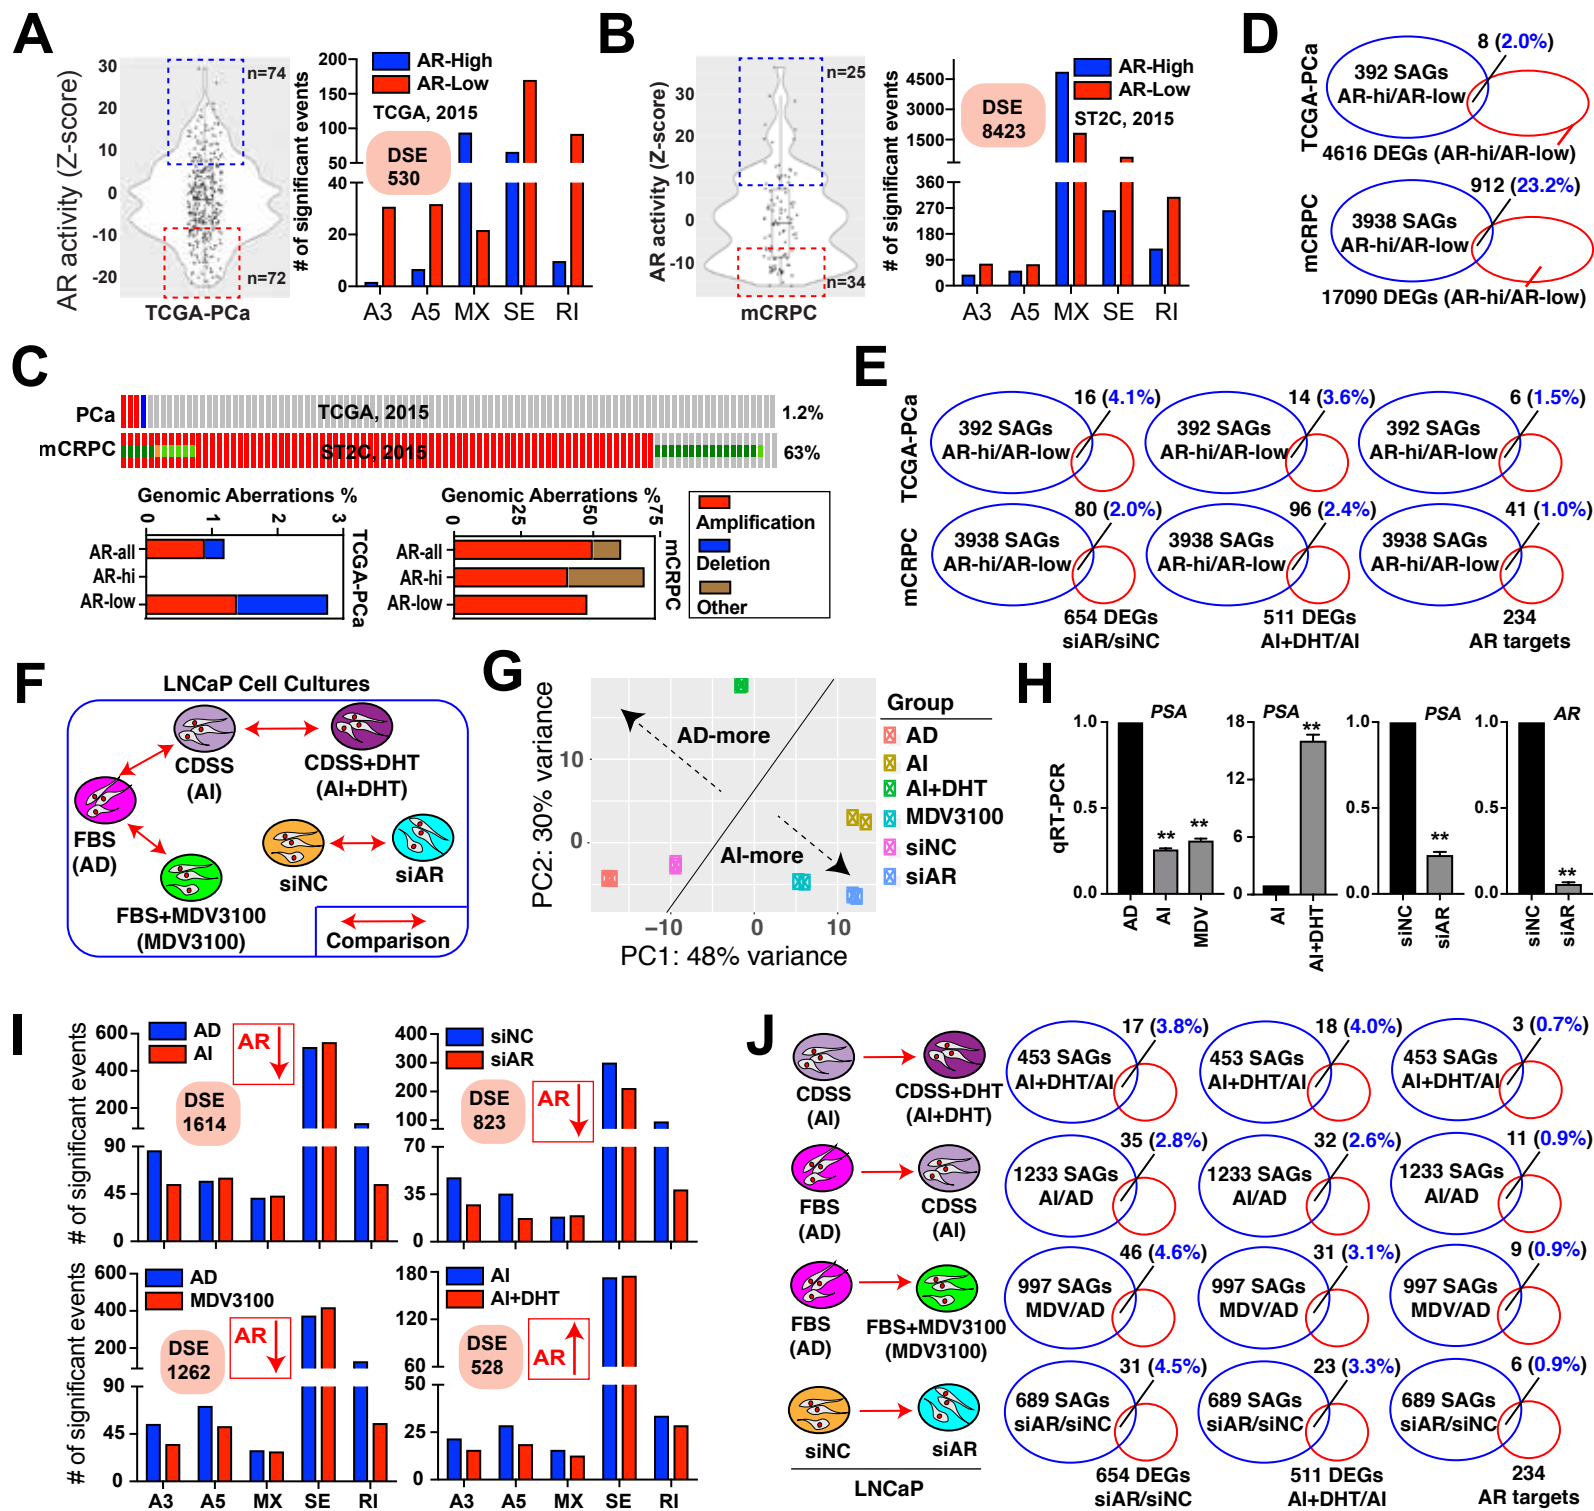 A
AR activity (Z-score)
30
20
10
0
-10
-20
n=74
n=72
TCGA-PCa
# of significant events
200
150
100
50
40
20
0
AR-High
AR-Low
TCGA, 2015
DSE
530
A3 A5 MX SE RI
B
AR activity (Z-score)
30
20
10
0
-10
n=25
n=34
mCRPC
# of significant events
4500
3000
1500
360
270
180
90
0
AR-High
AR-Low
ST2C, 2015
DSE
8423
A3 A5 MX SE RI
D
TCGA-PCa
8 (2.0%)
392 SAGs
AR-hi/AR-low
4616 DEGs (AR-hi/AR-low)
mCRPC
912 (23.2%)
3938 SAGs
AR-hi/AR-low
17090 DEGs (AR-hi/AR-low)
C
PCa TCGA, 2015 1.2%
mCRPC ST2C, 2015 63%
Genomic Aberrations %
0 1 2 3
AR-all
AR-hi
AR-low
TCGA-PCa
Genomic Aberrations %
0 25 50 75
AR-all
AR-hi
AR-low
mCRPC
Amplification
Deletion
Other
E
TCGA-PCa
16 (4.1%) 14 (3.6%) 6 (1.5%)
392 SAGs 392 SAGs 392 SAGs
AR-hi/AR-low AR-hi/AR-low AR-hi/AR-low
mCRPC
80 (2.0%) 96 (2.4%) 41 (1.0%)
3938 SAGs 3938 SAGs 3938 SAGs
AR-hi/AR-low AR-hi/AR-low AR-hi/AR-low
654 DEGs 511 DEGs 234
siAR/siNC AI+DHT/AI AR targets
F
LNCaP Cell Cultures
CDSS
(AI)
CDSS+DHT
(AI+DHT)
FBS
(AD)
siNC
siAR
FBS+MDV3100
(MDV3100)
Comparison
G
PC2: 30% variance
10
0
AD-more
AI-more
−10 0 10
PC1: 48% variance
Group
AD
AI
AI+DHT
MDV3100
siNC
siAR
H
qRT-PCR
PSA
1.0
0.5
0.0
** **
AD
AI
MDV
PSA
18
12
6
0
**
AI
AI+DHT
PSA
1.0
0.5
0.0
**
siNC
siAR
AR
1.0
0.5
0.0
**
siNC
siAR
I
# of significant events
600
400
200
90
45
0
AD
AI
AR
DSE
1614
400
300
200
100
70
35
0
siNC
siAR
AR
DSE
823
# of significant events
600
400
200
90
45
0
AD
MDV3100
AR
DSE
1262
A3 A5 MX SE RI
180
120
60
50
25
0
AI
AI+DHT
AR
DSE
528
A3 A5 MX SE RI
J
CDSS
(AI)
CDSS+DHT
(AI+DHT)
17 (3.8%) 18 (4.0%) 3 (0.7%)
453 SAGs 453 SAGs 453 SAGs
AI+DHT/AI AI+DHT/AI AI+DHT/AI
FBS
(AD)
CDSS
(AI)
35 (2.8%) 32 (2.6%) 11 (0.9%)
1233 SAGs 1233 SAGs 1233 SAGs
AI/AD AI/AD AI/AD
FBS
(AD)
FBS+MDV3100
(MDV3100)
46 (4.6%) 31 (3.1%) 9 (0.9%)
997 SAGs 997 SAGs 997 SAGs
MDV/AD MDV/AD MDV/AD
siNC
siAR
31 (4.5%) 23 (3.3%) 6 (0.9%)
689 SAGs 689 SAGs 689 SAGs
siAR/siNC siAR/siNC siAR/siNC
LNCaP
654 DEGs 511 DEGs 234
siAR/siNC AI+DHT/AI AR targets